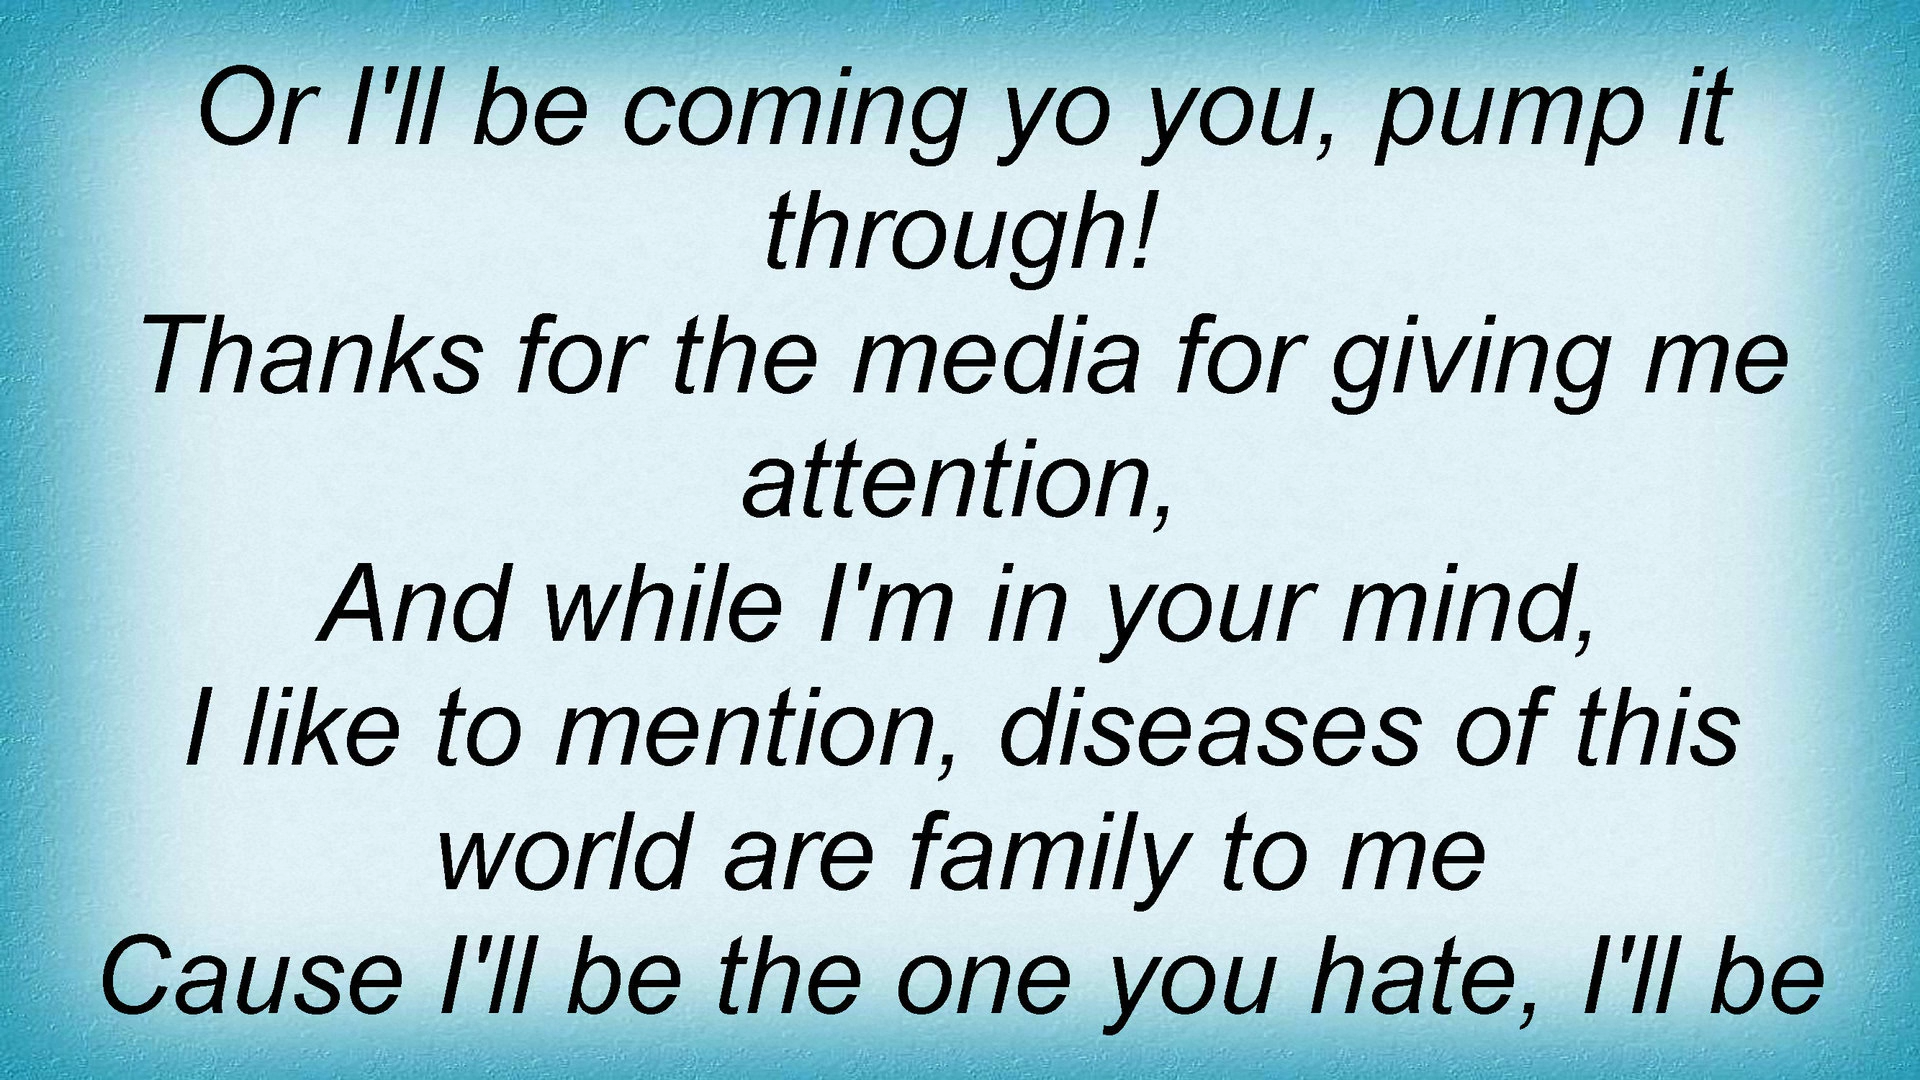 Or I'll be coming yo you, pump it
through!
Thanks for the media for giving me
attention,
And while I'm in your mind,
I like to mention, diseases of this
world are family to me
Cause I'll be the one you hate, I'll be